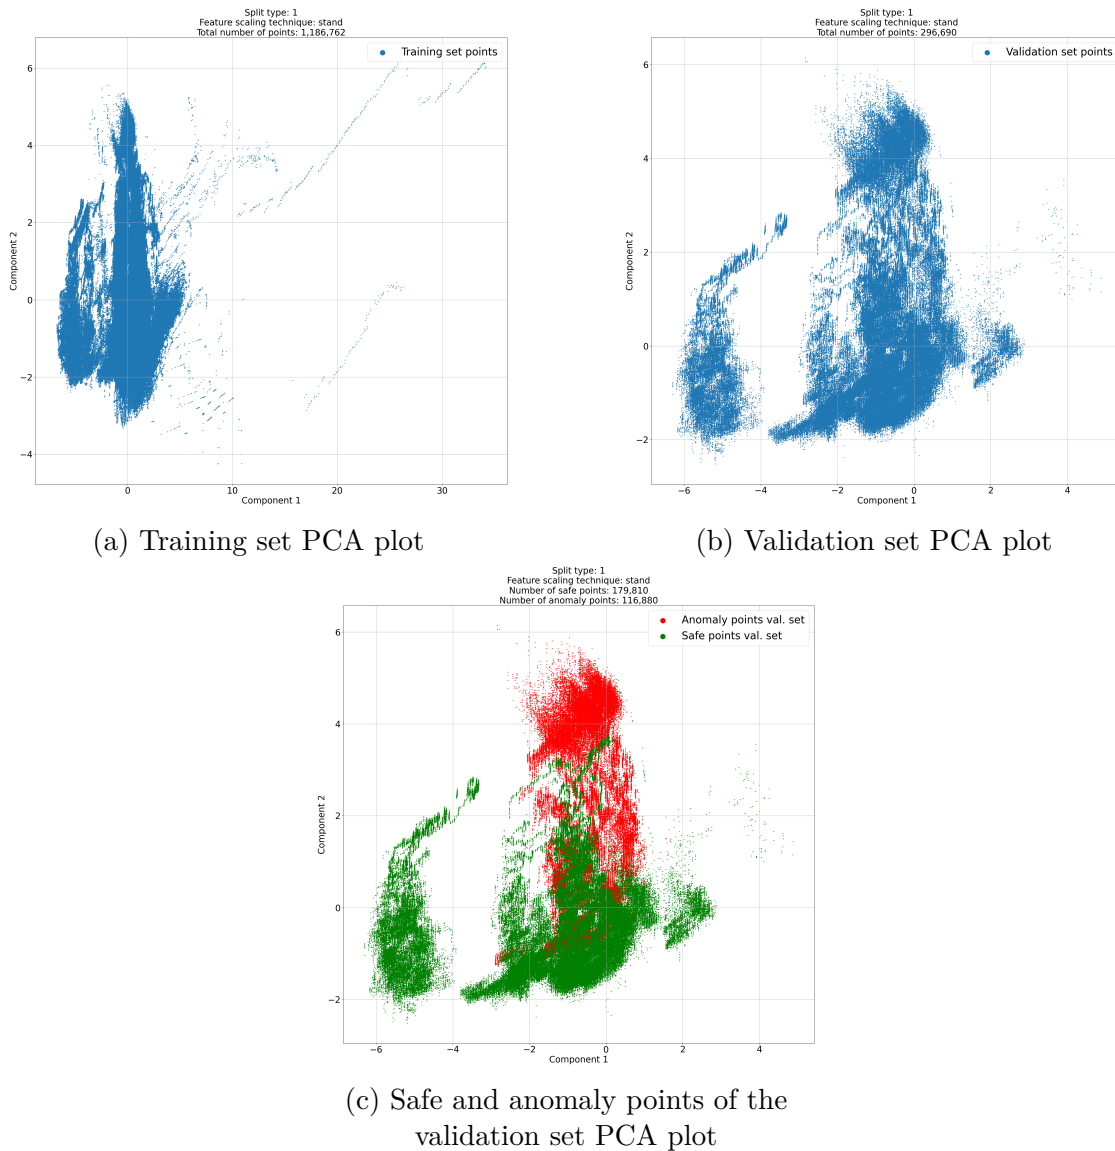 Split type: 1
Feature scaling technique: stand
Total number of points: 1,186,762
Training set points
6
4
2
0
−2
−4
Component 2
0
10
20
30
Component 1
(a) Training set PCA plot
Split type: 1
Feature scaling technique: stand
Total number of points: 296,690
Validation set points
6
4
2
0
−2
Component 2
−6
−4
−2
0
2
4
Component 1
(b) Validation set PCA plot
Split type: 1
Feature scaling technique: stand
Number of safe points: 179,810
Number of anomaly points: 116,880
Anomaly points val. set
Safe points val. set
6
4
2
0
−2
Component 2
−6
−4
−2
0
2
4
Component 1
(c) Safe and anomaly points of the
validation set PCA plot